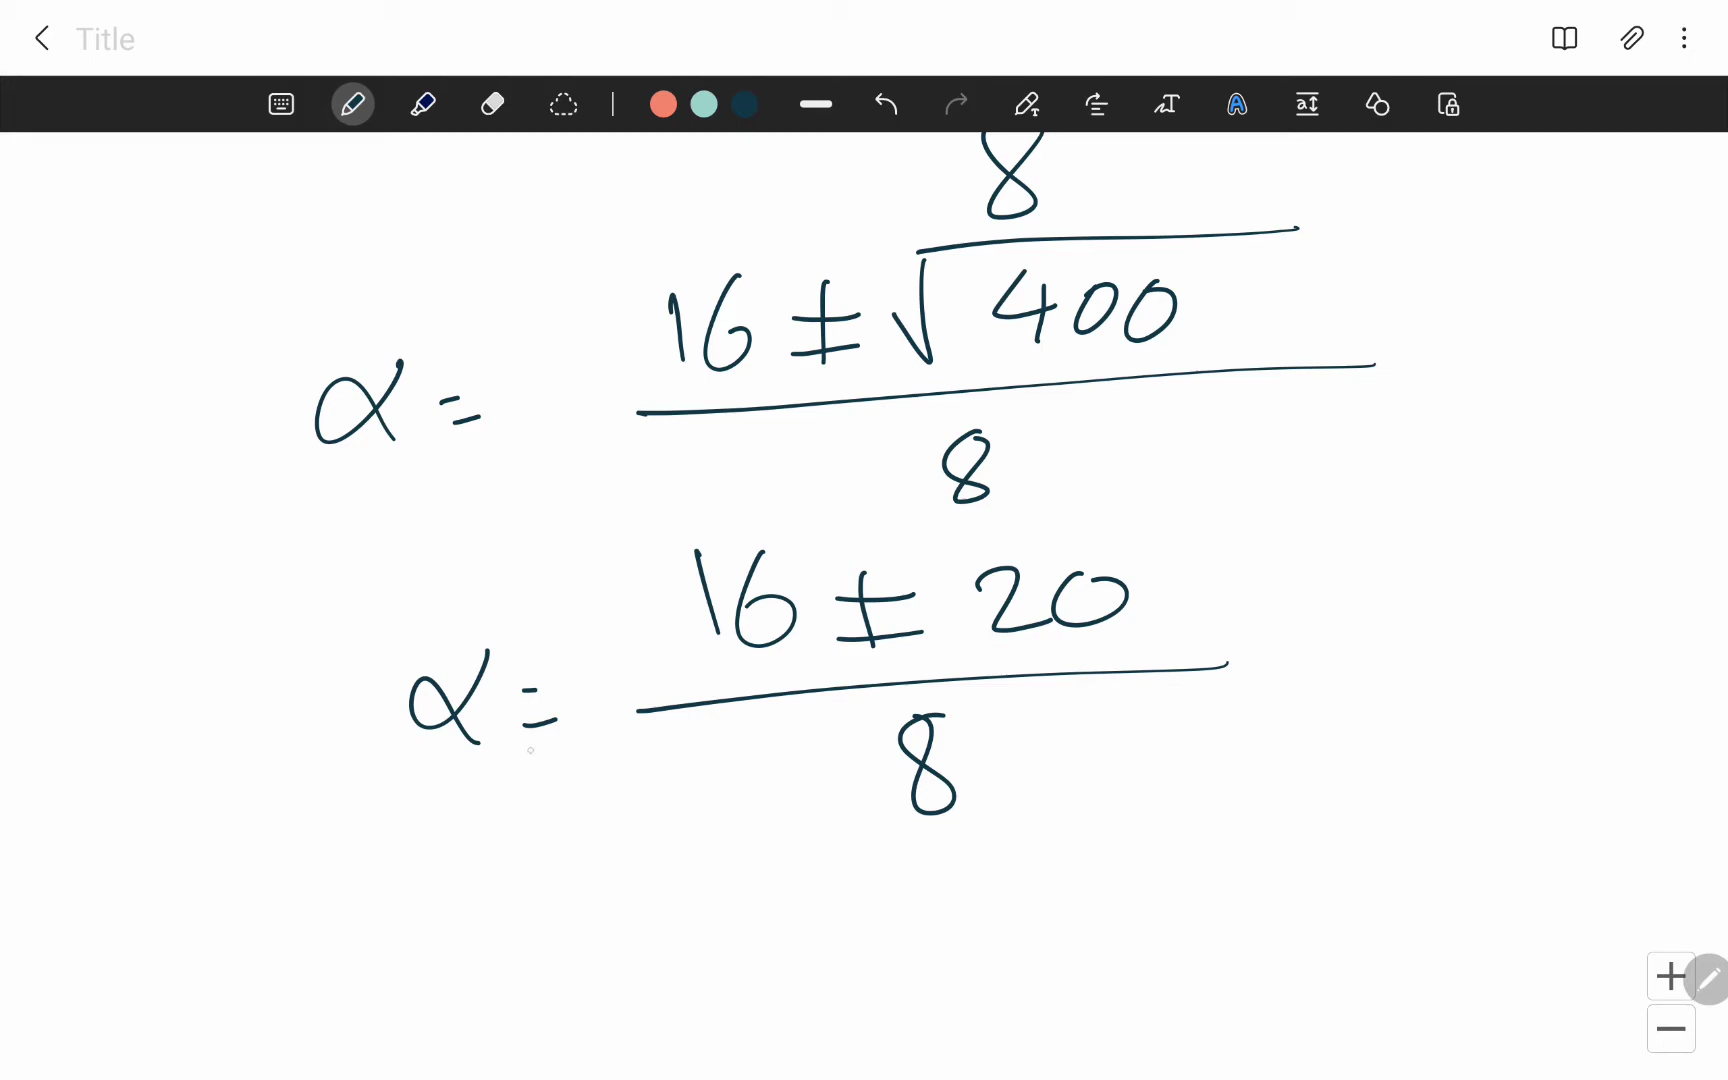 Title
8
α = 16 ± √400
8
α = 16 ± 20
8